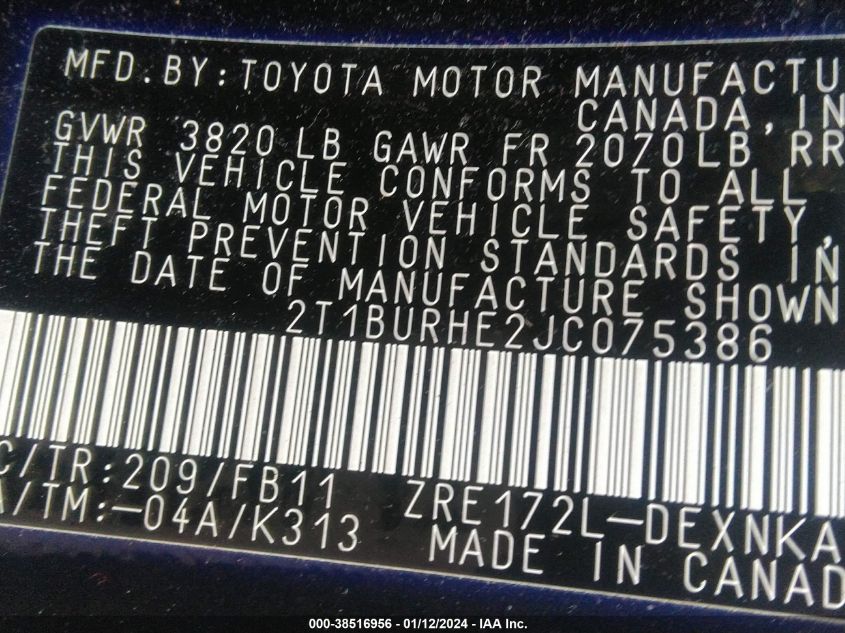 MFD.BY:TOYOTA MOTOR MANUFACTU
CANADA,IN
GVWR 3820 LB GAWR FR 2070LB RR
THIS VEHICLE CONFORMS TO ALL
FEDERAL MOTOR VEHICLE SAFETY,
THEFT PREVENTION STANDARDS IN
THE DATE OF MANUFACTURE SHOWN
2T1BURHE2JC075386
C/TR:209/FB11 ZRE172L-DEXNKA
A/TM:-04A/K313 MADE IN CANAD
000-38516956 - 01/12/2024 - IAA Inc.